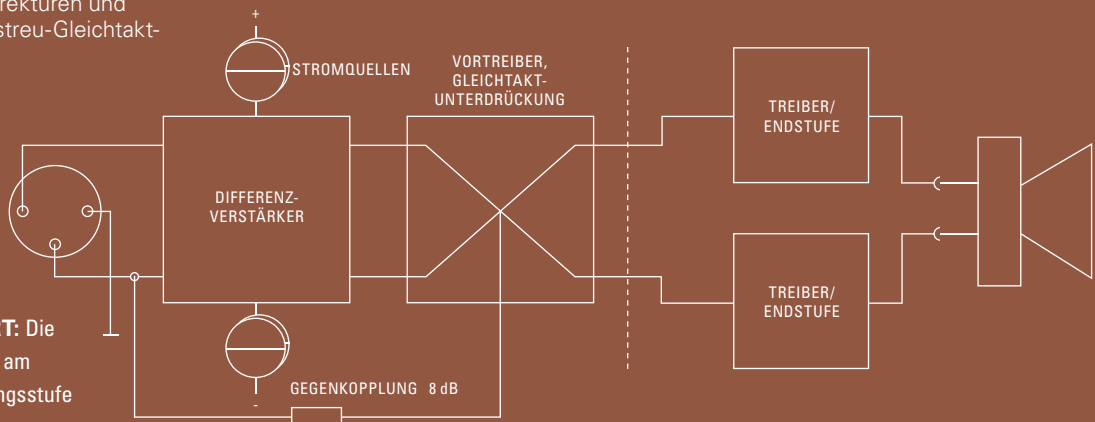 rekturen und
streu-Gleichtakt-
+
STROMQUELLEN
VORTREIBER,
GLEICHTAKT-
UNTERDRÜCKUNG
TREIBER/
ENDSTUFE
DIFFERENZ-
VERSTÄRKER
TREIBER/
ENDSTUFE
RT: Die
am
ngsstufe
-
GEGENKOPPLUNG 8 dB